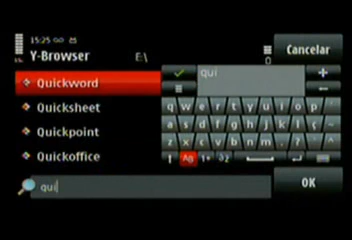 15:25
Y-Browser E:\
Cancelar
qui
Quickword
Quicksheet
Quickpoint
Quickoffice
q w e r t y u i o p
a s d f g h j k l ç ~
z x c v b n m , .
OK
qui